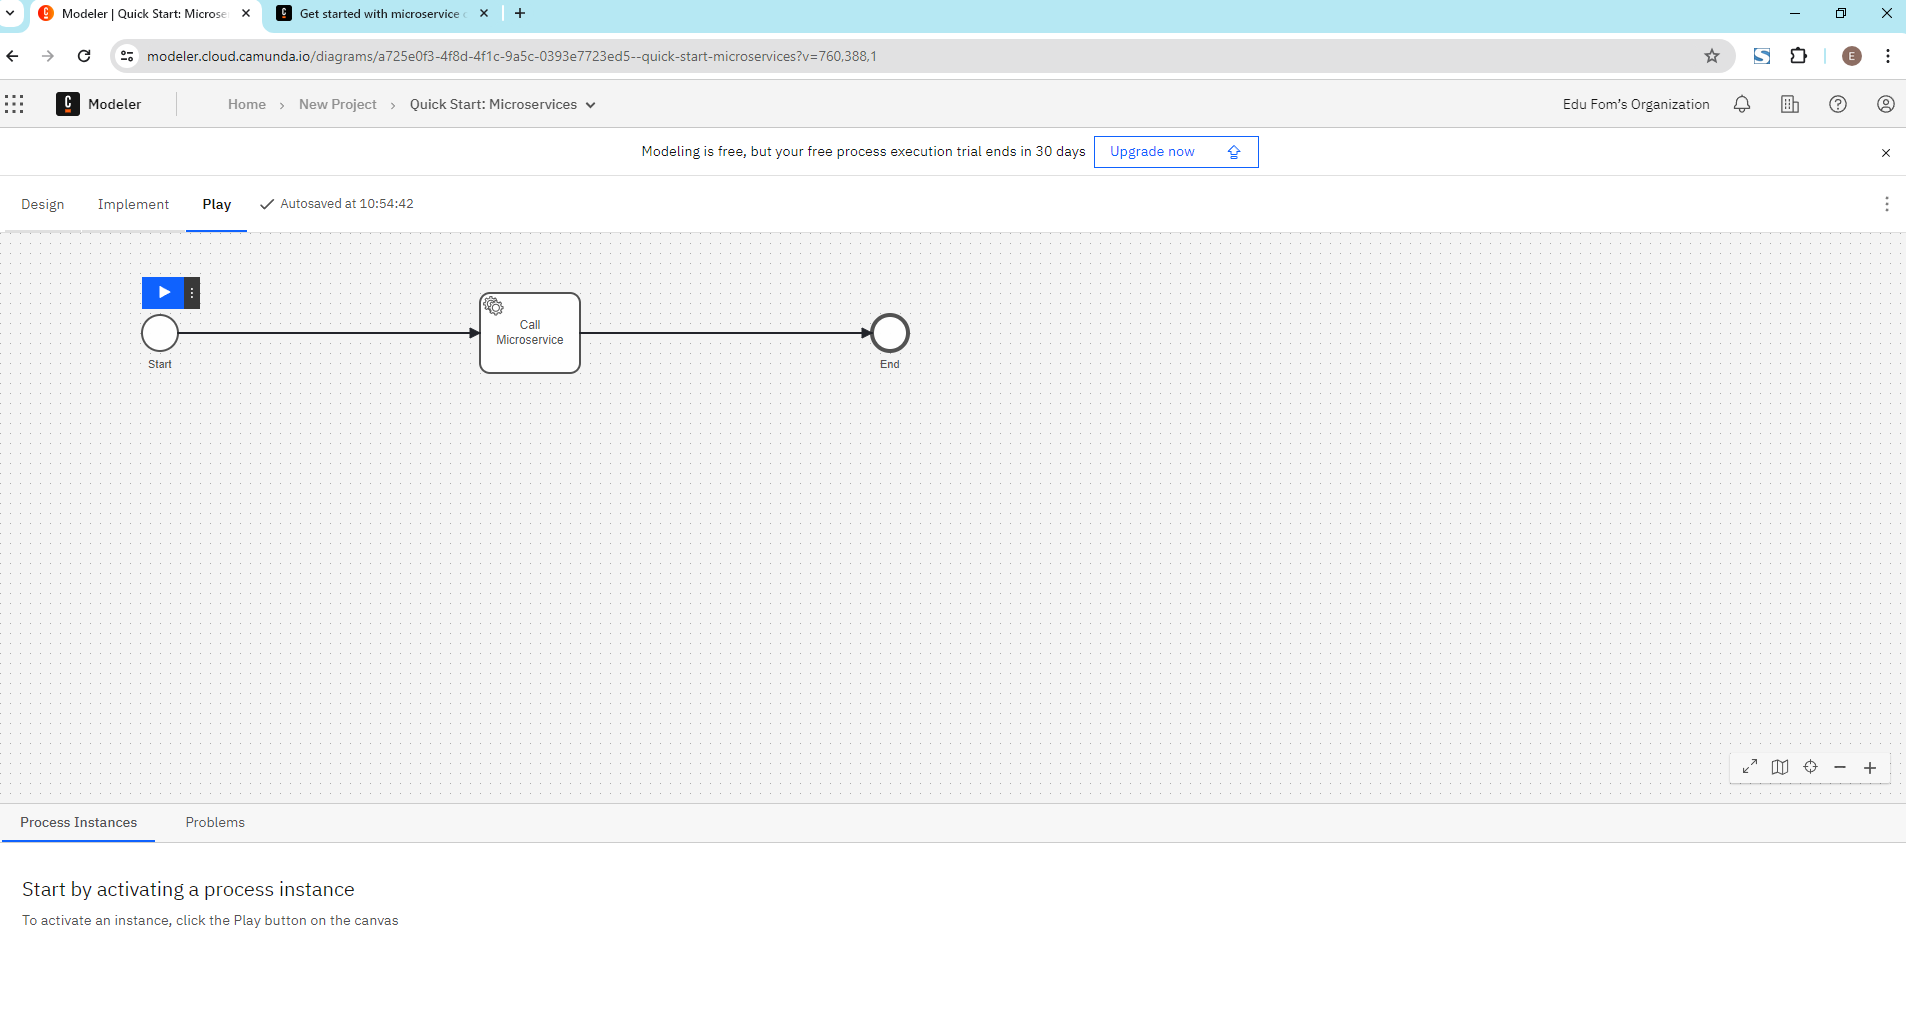 Modeler | Quick Start: Microse
Get started with microservice
modeler.cloud.camunda.io/diagrams/a725e0f3-4f8d-4f1c-9a5c-0393e7723ed5--quick-start-microservices?v=760,388,1
E
C Modeler
Home › New Project › Quick Start: Microservices
Edu Fom's Organization
Modeling is free, but your free process execution trial ends in 30 days
Upgrade now
Design
Implement
Play
Autosaved at 10:54:42
Call
Microservice
Start
End
Process Instances
Problems
Start by activating a process instance
To activate an instance, click the Play button on the canvas